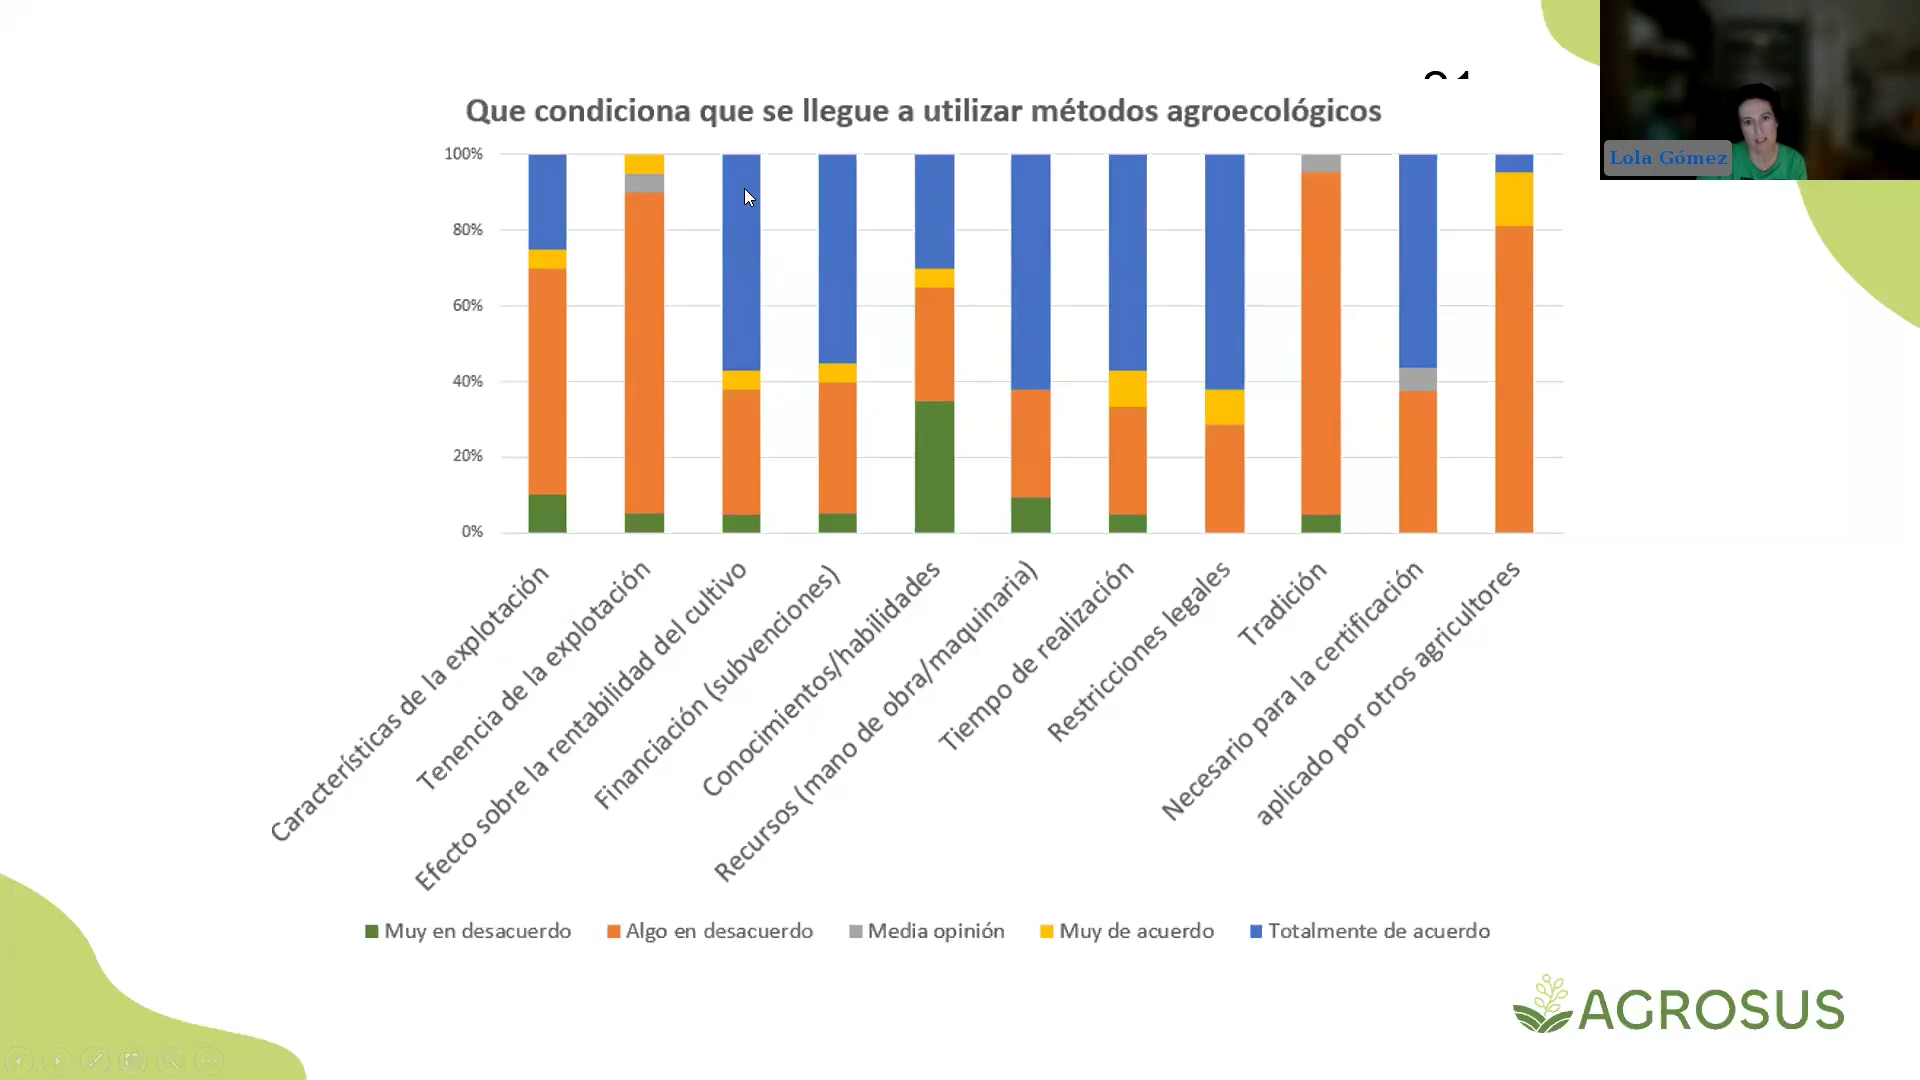 Que condiciona que se llegue a utilizar métodos agroecológicos
Lola Gómez
100%
80%
60%
40%
20%
0%
Características de la explotación
Tenencia de la explotación
Efecto sobre la rentabilidad del cultivo
Financiación (subvenciones)
Conocimientos/habilidades
Recursos (mano de obra/maquinaria)
Tiempo de realización
Restricciones legales
Tradición
Necesario para la certificación
aplicado por otros agricultores
Muy en desacuerdo
Algo en desacuerdo
Media opinión
Muy de acuerdo
Totalmente de acuerdo
AGROSUS